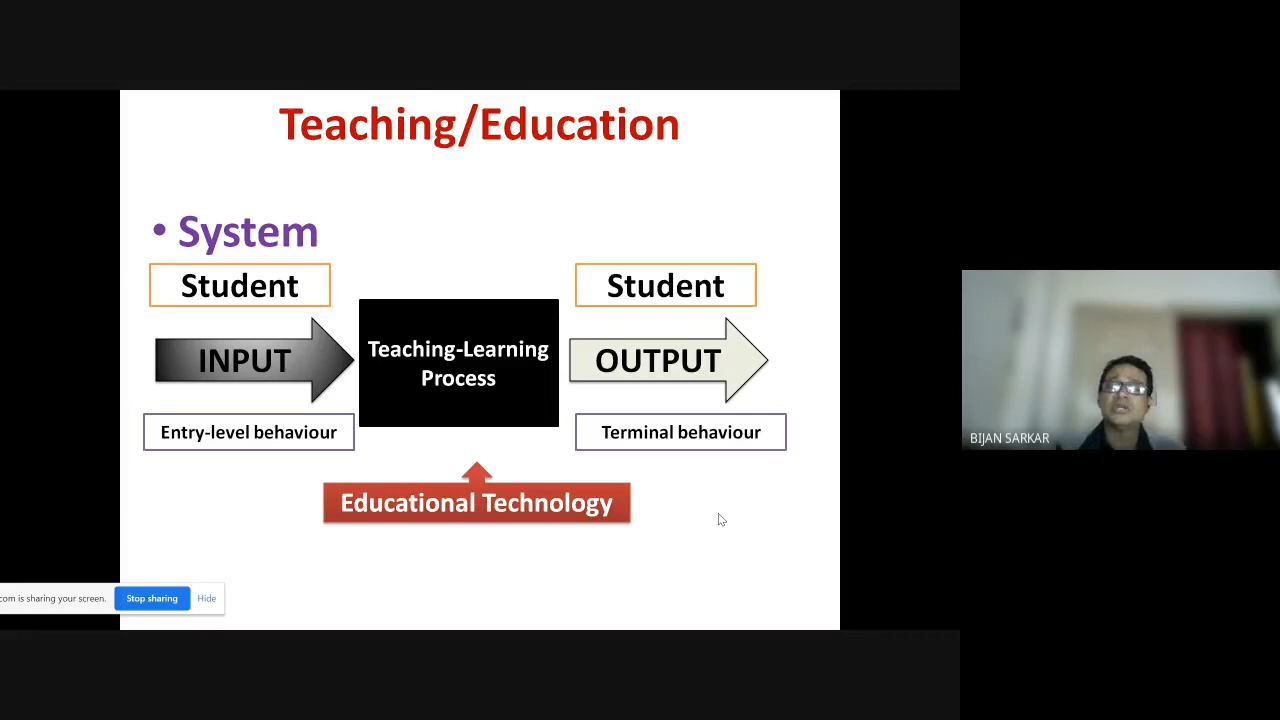 Teaching/Education
• System
Student
Student
INPUT
Teaching-Learning
Process
OUTPUT
Entry-level behaviour
Terminal behaviour
Educational Technology
com is sharing your screen.
Stop sharing
Hide
BIJAN SARKAR